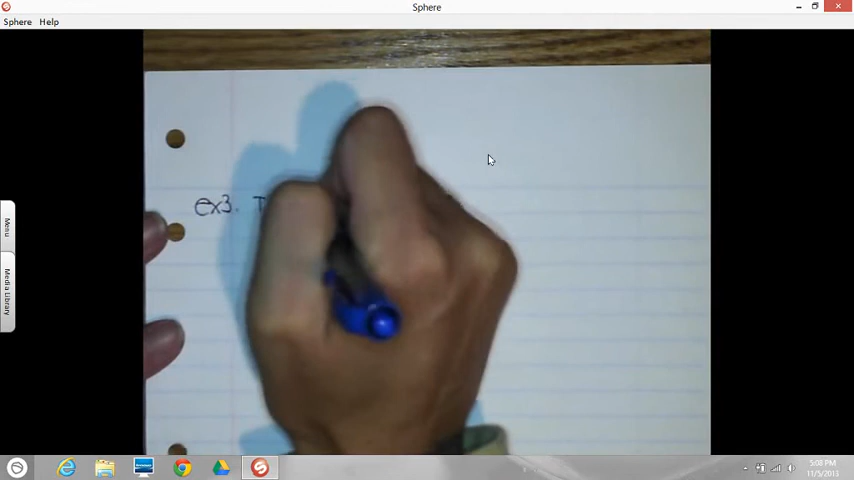 Sphere
Sphere Help
Menu
Media Library
ex3.
5:08 PM
11/5/2013